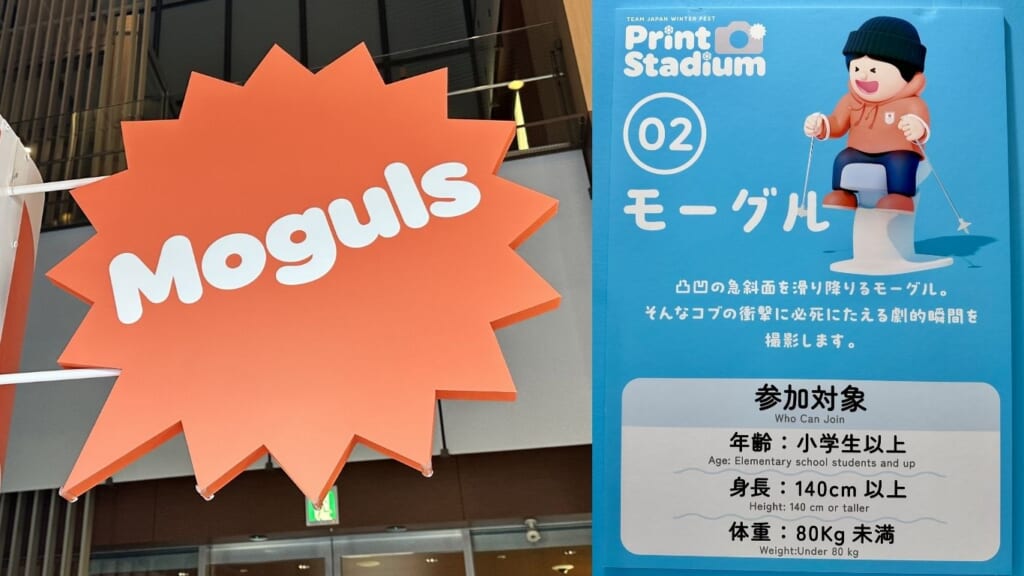 Moguls
TEAM JAPAN WINTER FEST
Print
Stadium
02
モーグル
凸凹の急斜面を滑り降りるモーグル。
そんなコブの衝撃に必死にたえる劇的瞬間を
撮影します。
参加対象
Who Can Join
年齢：小学生以上
Age: Elementary school students and up
身長：140cm 以上
Height: 140 cm or taller
体重：80Kg 未満
Weight:Under 80 kg